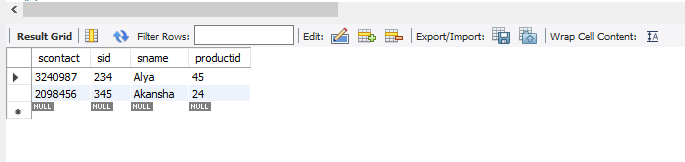 Result Grid Filter Rows: Edit: Export/Import: Wrap Cell Content: IA
scontact sid sname productid
3240987 234 Alya 45
2098456 345 Akansha 24
NULL NULL NULL NULL